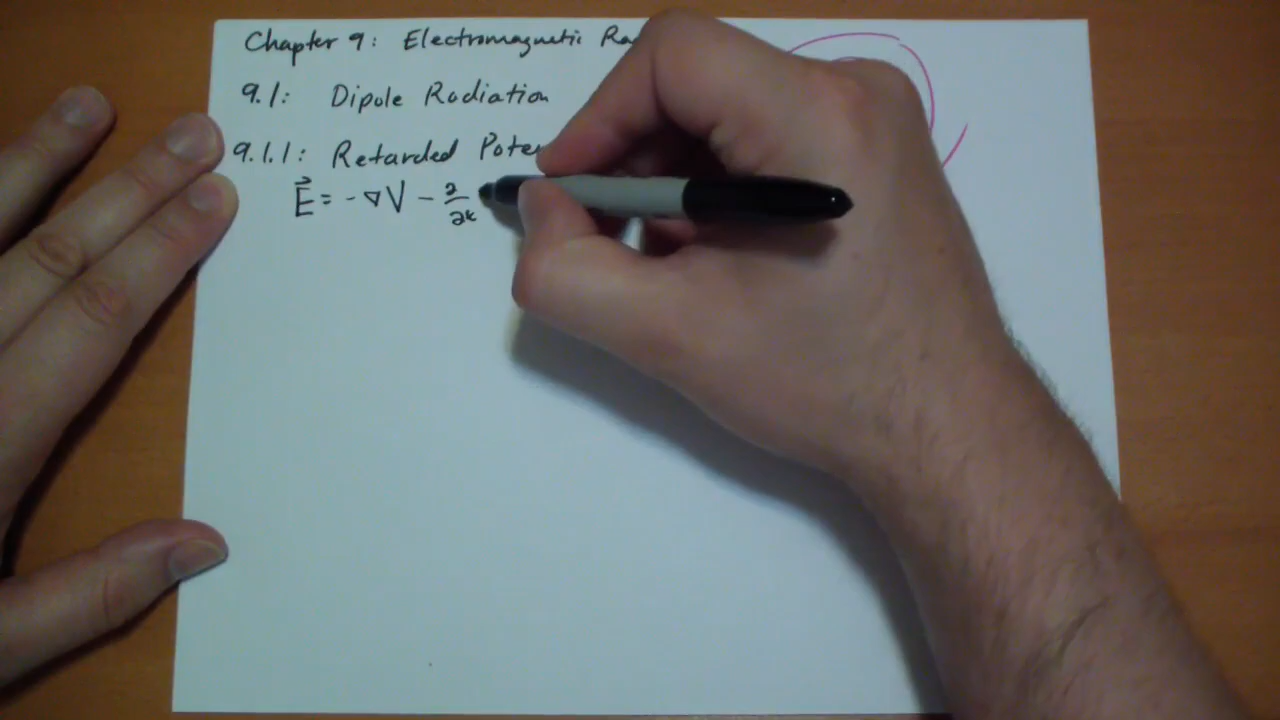 Chapter 9: Electromagnetic
9.1: Dipole Radiation
9.1.1: Retarded
E⃗ = -∇V - ∂/∂t